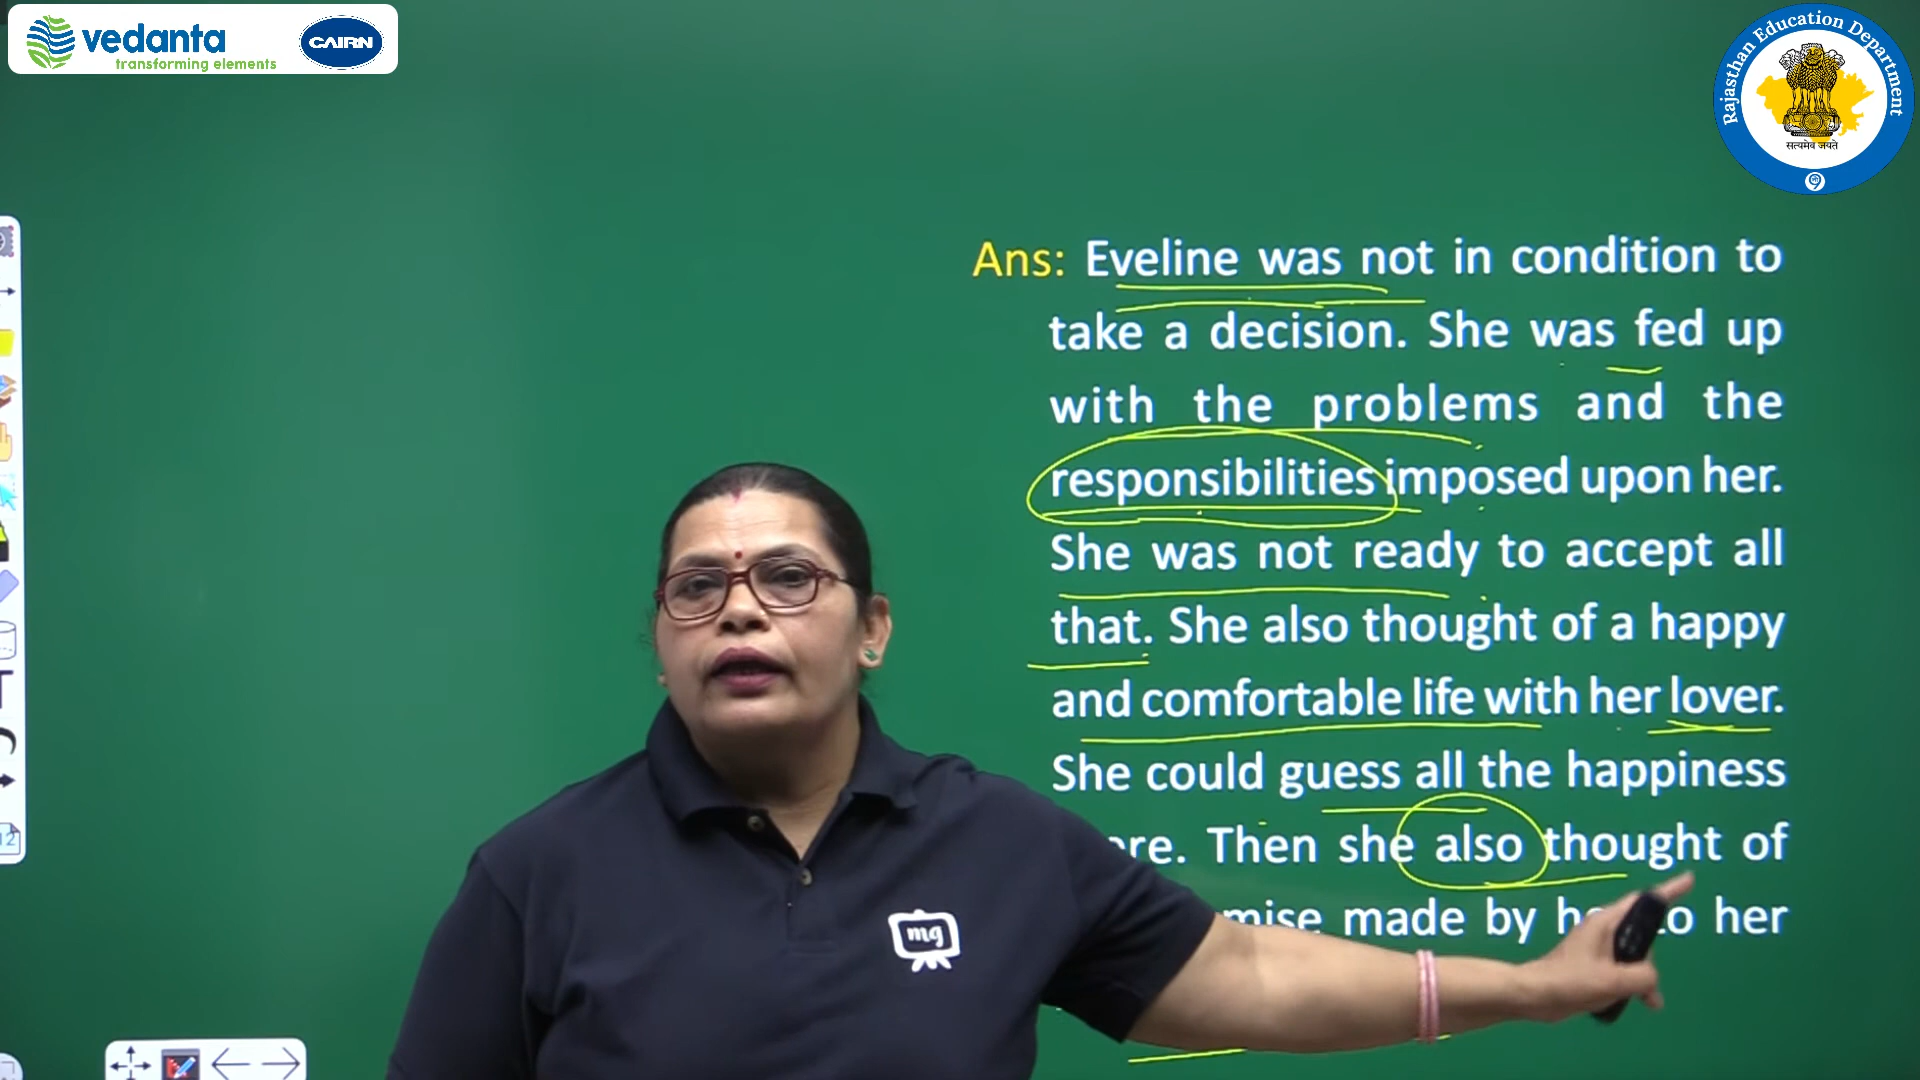 vedanta
transforming elements
CAIRN
Rajasthan Education Department
सत्यमेव जयते
Ans: Eveline was not in condition to
take a decision. She was fed up
with the problems and the
responsibilities imposed upon her.
She was not ready to accept all
that. She also thought of a happy
and comfortable life with her lover.
She could guess all the happiness
Then she also thought of
made by to her
mg
T
12